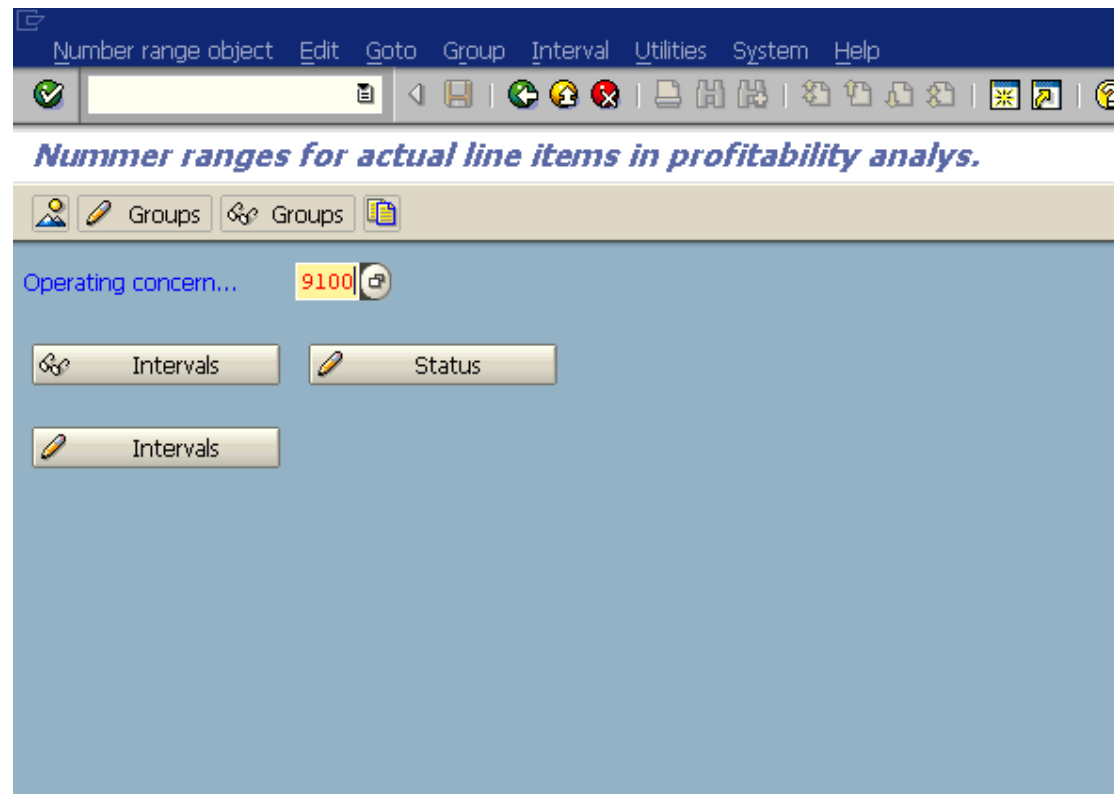 Number range object Edit Goto Group Interval Utilities System Help
Nummer ranges for actual line items in profitability analys.
Groups Groups
Operating concern... 9100
Intervals Status
Intervals